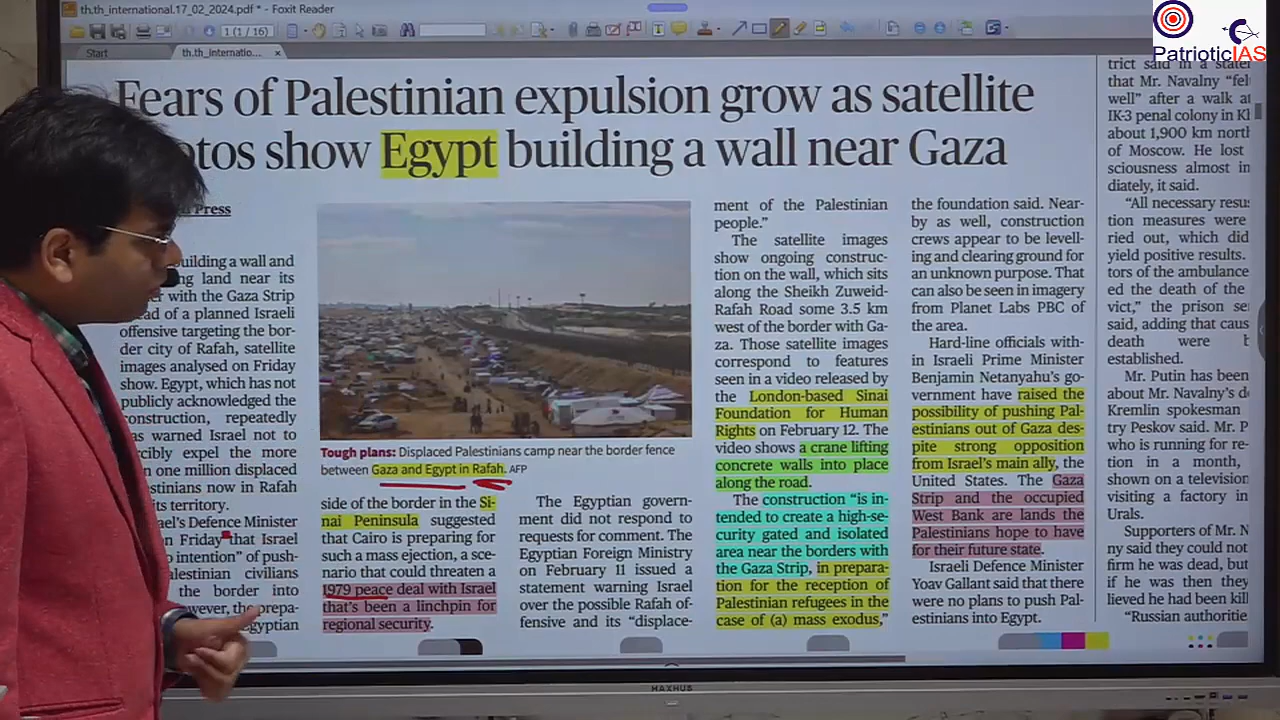 th.th_international.17_02_2024.pdf * - Foxit Reader
PatrioticIAS
1 (1 / 16)
Start
th.th_internatio...
Fears of Palestinian expulsion grow as satellite
otos show Egypt building a wall near Gaza
Press
uilding a wall and
ng land near its
r with the Gaza Strip
ad of a planned Israeli
offensive targeting the bor-
der city of Rafah, satellite
images analysed on Friday
show. Egypt, which has not
publicly acknowledged the
construction, repeatedly
as warned Israel not to
rcibly expel the more
n one million displaced
stinians now in Rafah
its territory.
ael's Defence Minister
on Friday that Israel
o intention" of push-
alestinian civilians
the border into
owever, the prepa-
gyptian
Tough plans: Displaced Palestinians camp near the border fence
between Gaza and Egypt in Rafah. AFP
side of the border in the Si-
nai Peninsula suggested
that Cairo is preparing for
such a mass ejection, a sce-
nario that could threaten a
1979 peace deal with Israel
that's been a linchpin for
regional security.
The Egyptian govern-
ment did not respond to
requests for comment. The
Egyptian Foreign Ministry
on February 11 issued a
statement warning Israel
over the possible Rafah of-
fensive and its "displace-
ment of the Palestinian
people."
The satellite images
show ongoing construc-
tion on the wall, which sits
along the Sheikh Zuweid-
Rafah Road some 3.5 km
west of the border with Ga-
za. Those satellite images
correspond to features
seen in a video released by
the London-based Sinai
Foundation for Human
Rights on February 12. The
video shows a crane lifting
concrete walls into place
along the road.
The construction "is in-
tended to create a high-se-
curity gated and isolated
area near the borders with
the Gaza Strip, in prepara-
tion for the reception of
Palestinian refugees in the
case of (a) mass exodus,"
the foundation said. Near-
by as well, construction
crews appear to be levell-
ing and clearing ground for
an unknown purpose. That
can also be seen in imagery
from Planet Labs PBC of
the area.
Hard-line officials with-
in Israeli Prime Minister
Benjamin Netanyahu's go-
vernment have raised the
possibility of pushing Pal-
estinians out of Gaza des-
pite strong opposition
from Israel's main ally, the
United States. The Gaza
Strip and the occupied
West Bank are lands the
Palestinians hope to have
for their future state.
Israeli Defence Minister
Yoav Gallant said that there
were no plans to push Pal-
estinians into Egypt.
trict said in a state
that Mr. Navalny "fel
well" after a walk at
IK-3 penal colony in Kl
about 1,900 km north
of Moscow. He lost
sciousness almost in
diately, it said.
"All necessary resus
tion measures were
ried out, which did
yield positive results.
tors of the ambulance
ed the death of the
vict," the prison se
said, adding that caus
death were b
established.
Mr. Putin has been
about Mr. Navalny's d
Kremlin spokesman
try Peskov said. Mr. P
who is running for re-
tion in a month,
shown on a television
visiting a factory in
Urals.
Supporters of Mr. N
ny said they could not
firm he was dead, but
if he was then they
lieved he had been kill
"Russian authoritie
MAXHUB